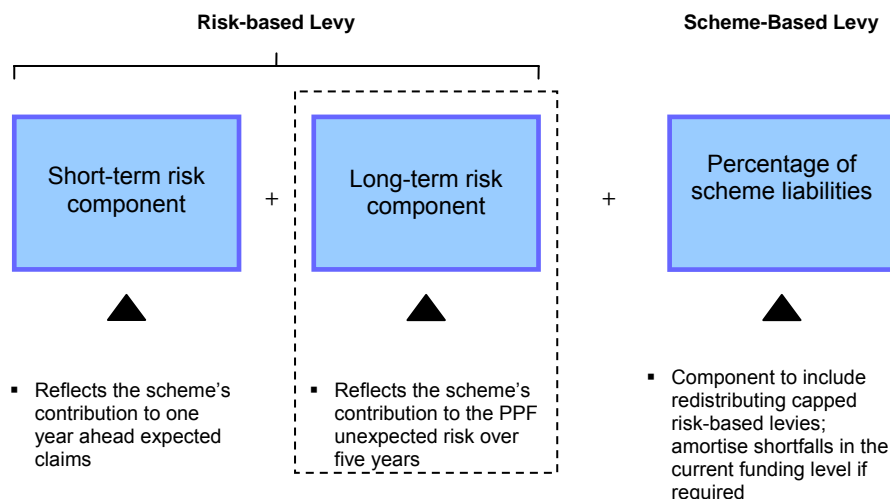 Risk-based Levy
Scheme-Based Levy
Short-term risk
component
+
Long-term risk
component
+
Percentage of
scheme liabilities
▪ Reflects the scheme's
contribution to one
year ahead expected
claims
▪ Reflects the scheme's
contribution to the PPF
unexpected risk over
five years
▪ Component to include
redistributing capped
risk-based levies;
amortise shortfalls in the
current funding level if
required